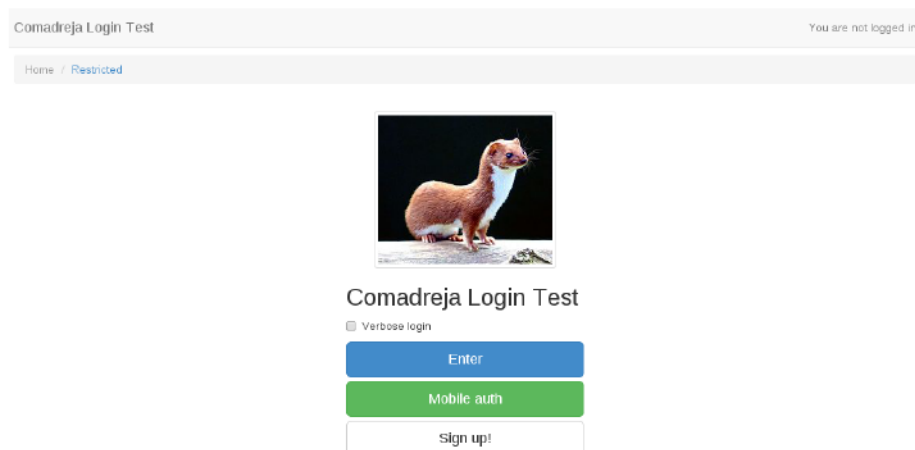 Comadreja Login Test
You are not logged in
Home / Restricted
Comadreja Login Test
Verbose login
Enter
Mobile auth
Sign up!